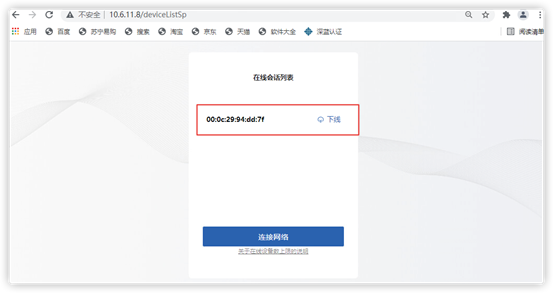 不安全 | 10.6.11.8/deviceListSp
应用 百度 苏宁易购 搜索 淘宝 京东 天猫 软件大全 深蓝认证 阅读清单
在线会话列表
00:0c:29:94:dd:7f 下线
连接网络
关于在线设备数上限的说明